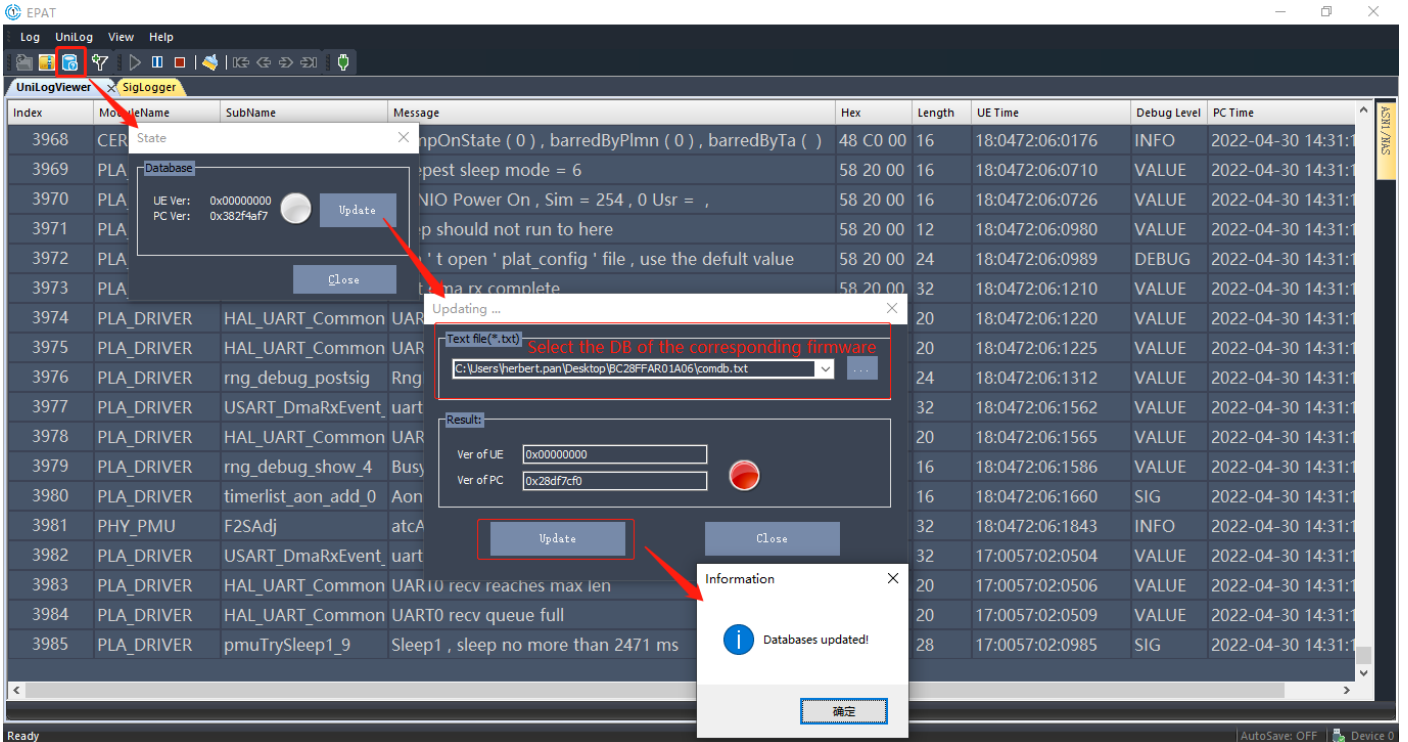 EPAT
Log UniLog View Help
UniLogViewer SigLogger
Index ModuleName SubName Message Hex Length UE Time Debug Level PC Time
3968 CER mpOnState ( 0 ) , barredByPlmn ( 0 ) , barredByTa ( ) 48 C0 00 16 18:0472:06:0176 INFO 2022-04-30 14:31:1
3969 PLA pest sleep mode = 6 58 20 00 16 18:0472:06:0710 VALUE 2022-04-30 14:31:1
3970 PLA NIO Power On , Sim = 254 , 0 Usr = , 58 20 00 16 18:0472:06:0726 VALUE 2022-04-30 14:31:1
3971 PLA p should not run to here 58 20 00 12 18:0472:06:0980 VALUE 2022-04-30 14:31:1
3972 PLA ' t open ' plat_config ' file , use the defult value 58 20 00 24 18:0472:06:0989 DEBUG 2022-04-30 14:31:1
3973 PLA ma rx complete 58 20 00 32 18:0472:06:1210 VALUE 2022-04-30 14:31:1
3974 PLA_DRIVER HAL_UART_Common UAR 20 18:0472:06:1220 VALUE 2022-04-30 14:31:1
3975 PLA_DRIVER HAL_UART_Common UAR 20 18:0472:06:1225 VALUE 2022-04-30 14:31:1
3976 PLA_DRIVER rng_debug_postsig Rng 24 18:0472:06:1312 VALUE 2022-04-30 14:31:1
3977 PLA_DRIVER USART_DmaRxEvent_ uart 32 18:0472:06:1562 VALUE 2022-04-30 14:31:1
3978 PLA_DRIVER HAL_UART_Common UAR 20 18:0472:06:1565 VALUE 2022-04-30 14:31:1
3979 PLA_DRIVER rng_debug_show_4 Busy 16 18:0472:06:1586 VALUE 2022-04-30 14:31:1
3980 PLA_DRIVER timerlist_aon_add_0 Aon 16 18:0472:06:1660 SIG 2022-04-30 14:31:1
3981 PHY_PMU F2SAdj atcA 32 18:0472:06:1843 INFO 2022-04-30 14:31:1
3982 PLA_DRIVER USART_DmaRxEvent_ uart 32 17:0057:02:0504 VALUE 2022-04-30 14:31:1
3983 PLA_DRIVER HAL_UART_Common UART0 recv reaches max len 20 17:0057:02:0506 VALUE 2022-04-30 14:31:1
3984 PLA_DRIVER HAL_UART_Common UART0 recv queue full 20 17:0057:02:0509 VALUE 2022-04-30 14:31:1
3985 PLA_DRIVER pmuTrySleep1_9 Sleep1 , sleep no more than 2471 ms 28 17:0057:02:0985 SIG 2022-04-30 14:31:1
ASN1/NAS
State
Database
UE Ver: 0x00000000
PC Ver: 0x382f4af7
Update
Close
Updating ...
Text file(*.txt)
Select the DB of the corresponding firmware
C:\Users\herbert.pan\Desktop\BC28FFAR01A06\comdb.txt
...
Result:
Ver of UE 0x00000000
Ver of PC 0x28df7cf0
Update Close
Information
Databases updated!
确定
Ready AutoSave: OFF Device 0